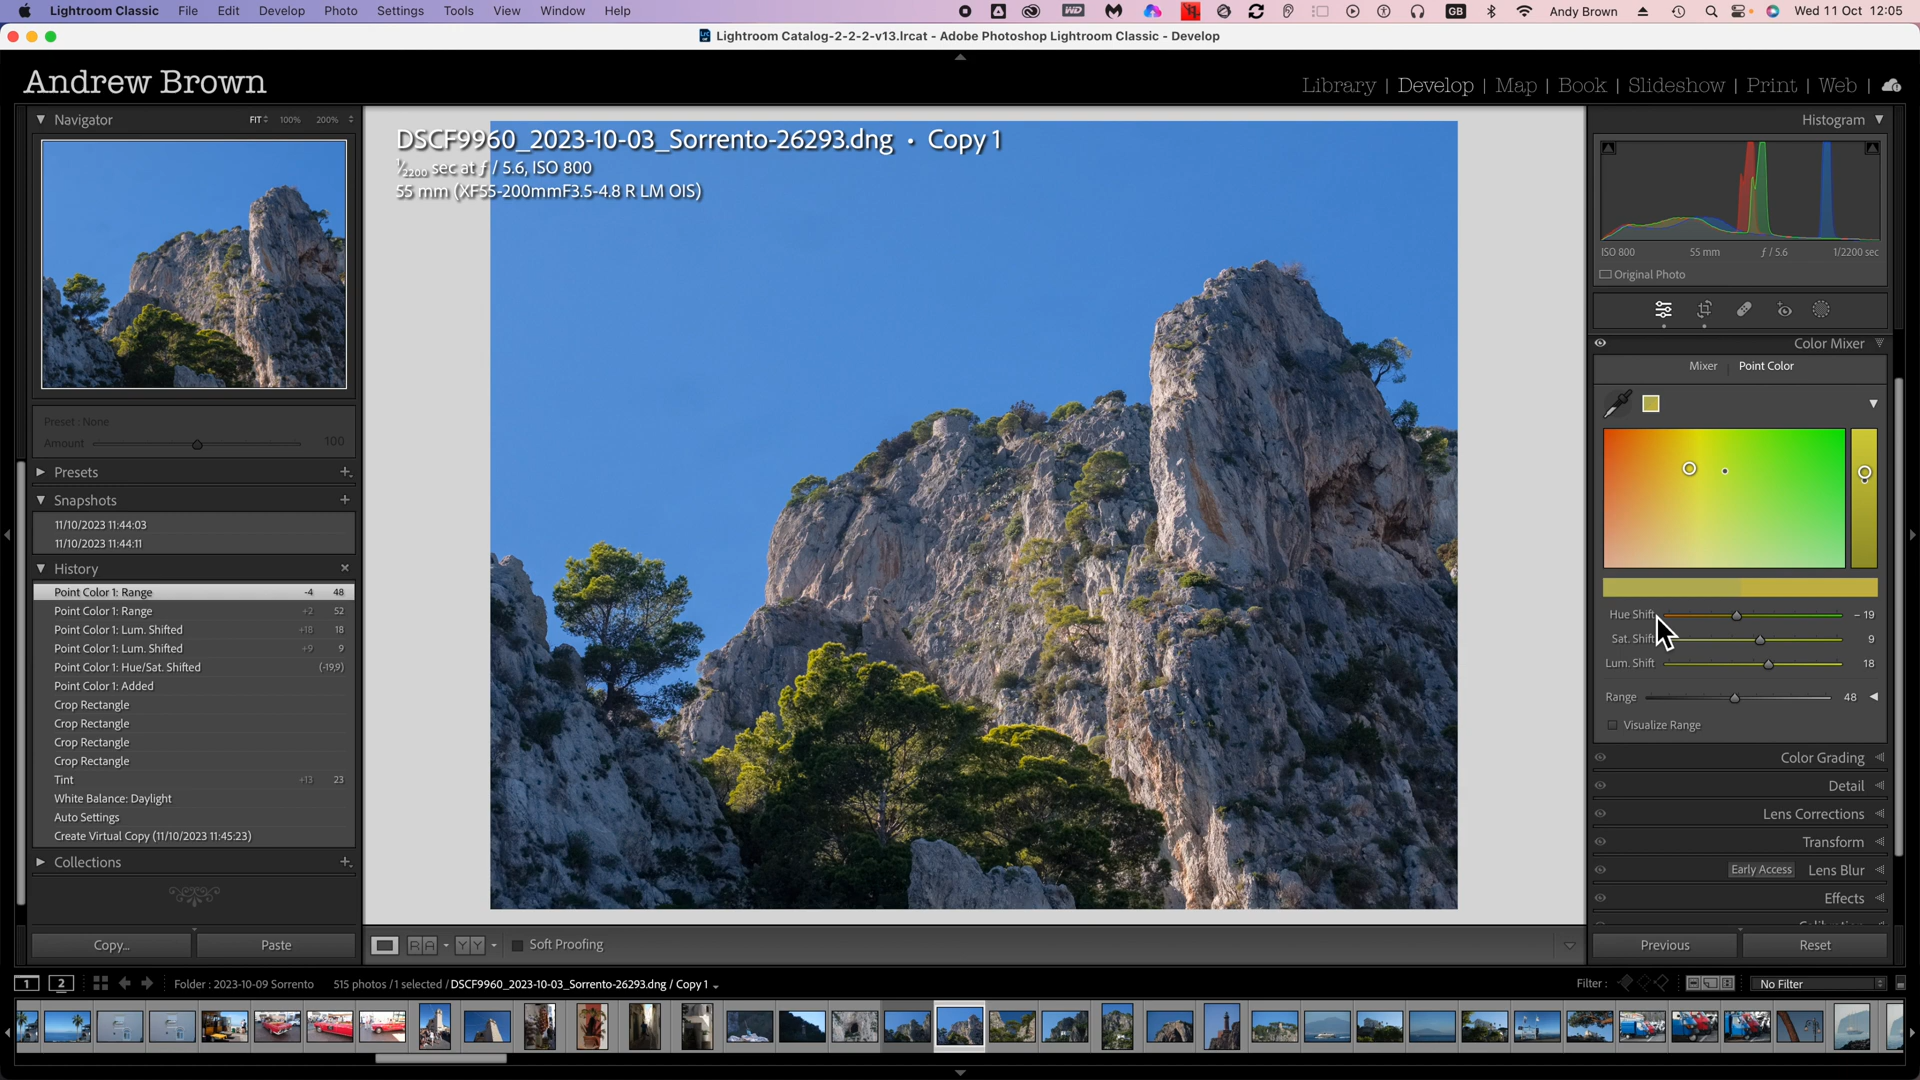 Lightroom Classic File Edit Develop Photo Settings Tools View Window Help GB Andy Brown Wed 11 Oct 12:05
Lightroom Catalog-2-2-2-v13.lrcat - Adobe Photoshop Lightroom Classic - Develop
Andrew Brown
Library | Develop | Map | Book | Slideshow | Print | Web |
Navigator FIT 100% 200%
Preset : None
Amount 100
Presets
Snapshots
11/10/2023 11:44:03
11/10/2023 11:44:11
History
Point Color 1: Range -4 48
Point Color 1: Range +2 52
Point Color 1: Lum. Shifted +18 18
Point Color 1: Lum. Shifted +9 9
Point Color 1: Hue/Sat. Shifted (-19,9)
Point Color 1: Added
Crop Rectangle
Crop Rectangle
Crop Rectangle
Crop Rectangle
Tint +13 23
White Balance: Daylight
Auto Settings
Create Virtual Copy (11/10/2023 11:45:23)
Collections
Copy... Paste
DSCF9960_2023-10-03_Sorrento-26293.dng • Copy 1
1/2200 sec at ƒ / 5.6, ISO 800
55 mm (XF55-200mmF3.5-4.8 R LM OIS)
Soft Proofing
Histogram
ISO 800 55 mm ƒ / 5.6 1/2200 sec
Original Photo
Color Mixer
Mixer Point Color
Hue Shift - 19
Sat. Shift 9
Lum. Shift 18
Range 48
Visualize Range
Color Grading
Detail
Lens Corrections
Transform
Early Access Lens Blur
Effects
Previous Reset
1 2 Folder : 2023-10-09 Sorrento 515 photos / 1 selected / DSCF9960_2023-10-03_Sorrento-26293.dng / Copy 1
Filter : No Filter